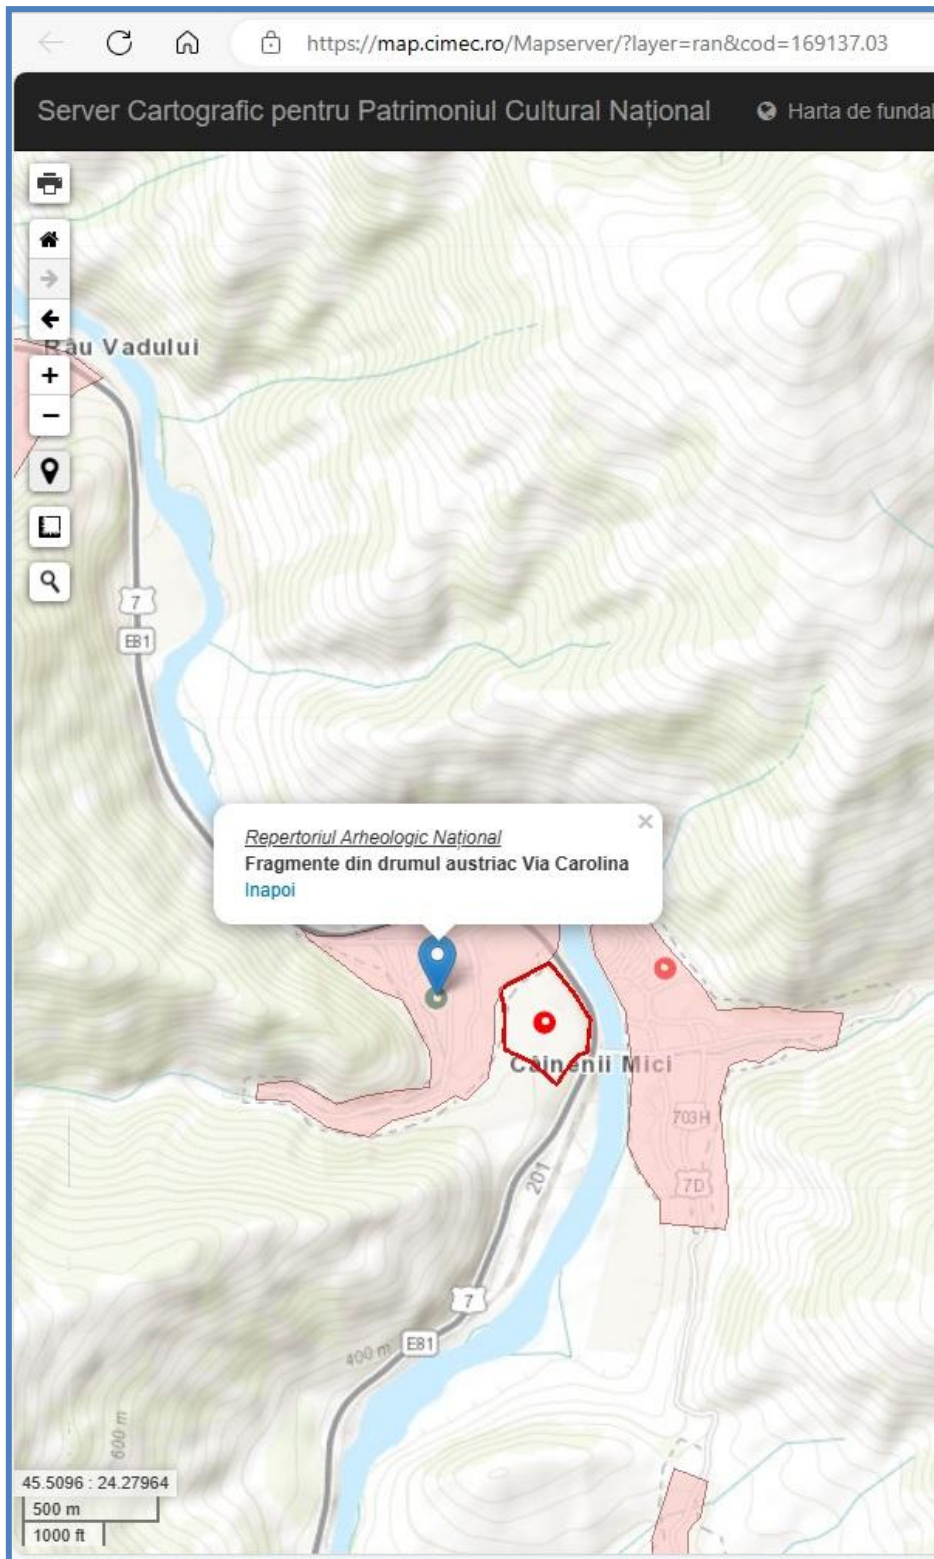 https://map.cimec.ro/Mapserver/?layer=ran&cod=169137.03
Server Cartografic pentru Patrimoniul Cultural Național Harta de fundal
Râu Vadului
7
E81
Repertoriul Arheologic Național
×
Fragmente din drumul austriac Via Carolina
Inapoi
Câinenii Mici
703H
201
7D
7
E81
400 m
600 m
45.5096 : 24.27964
500 m
1000 ft